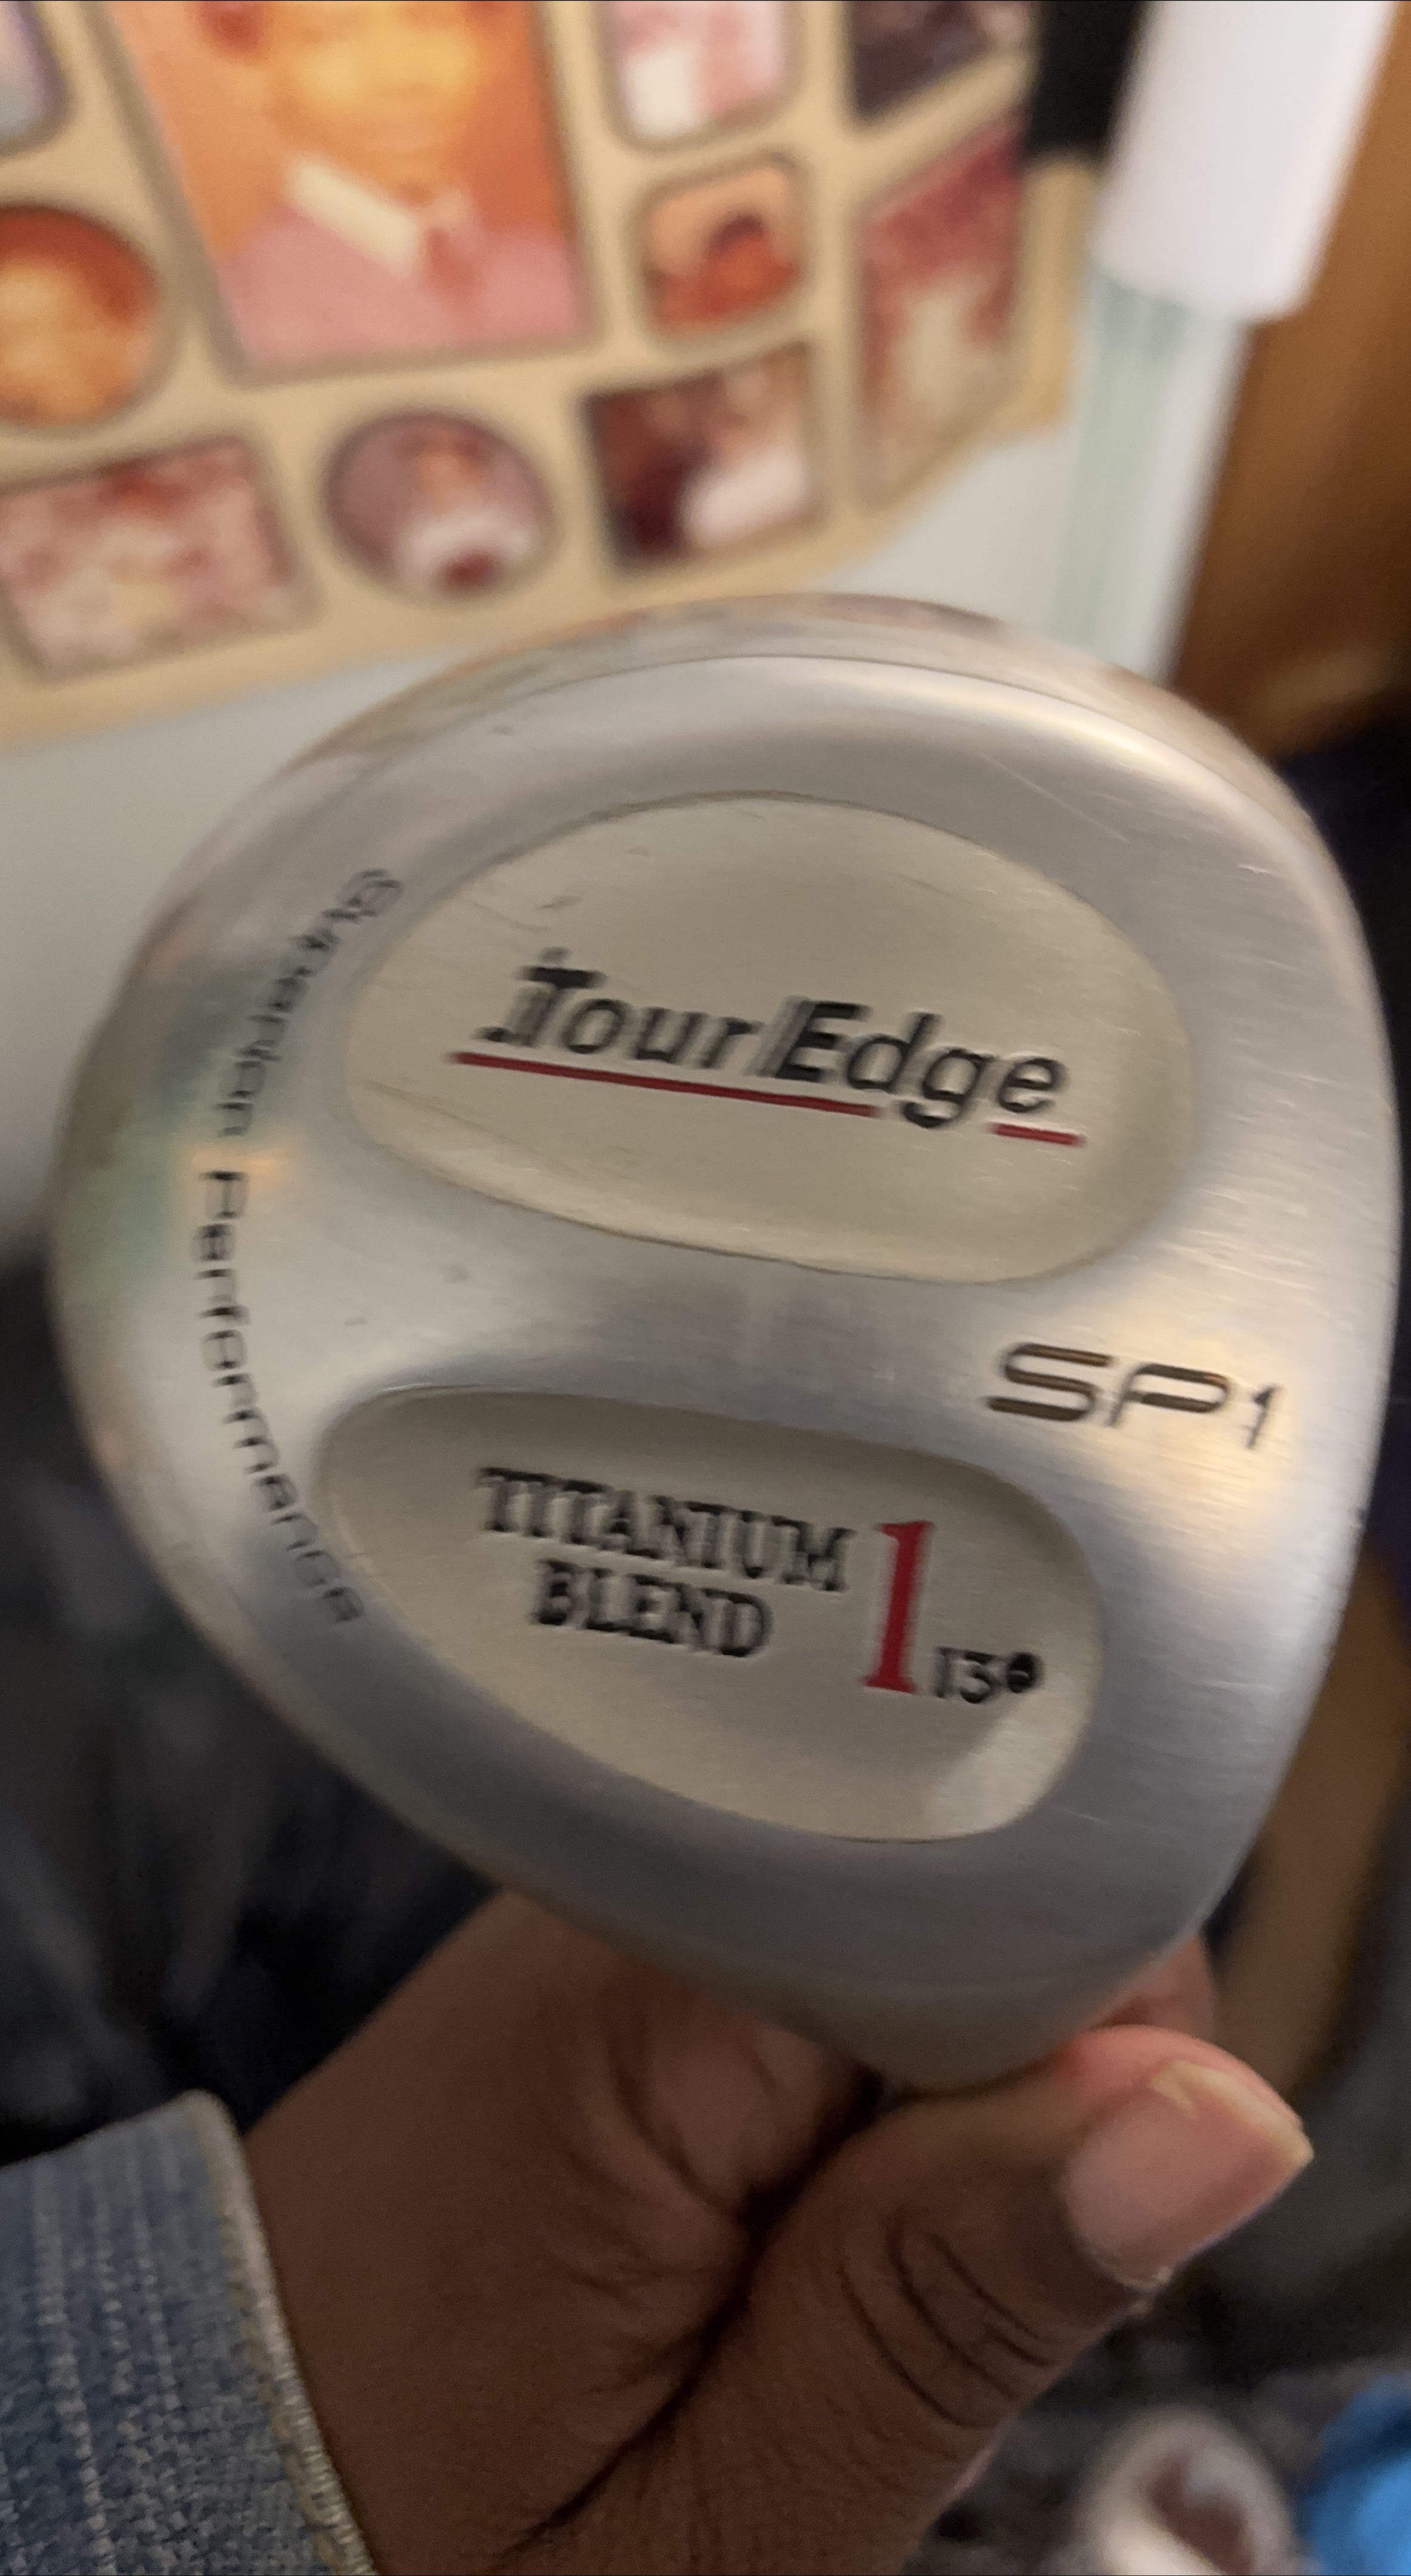 TourEdge
SP1
TITANIUM 1 13°
BLEND
Superior Performance